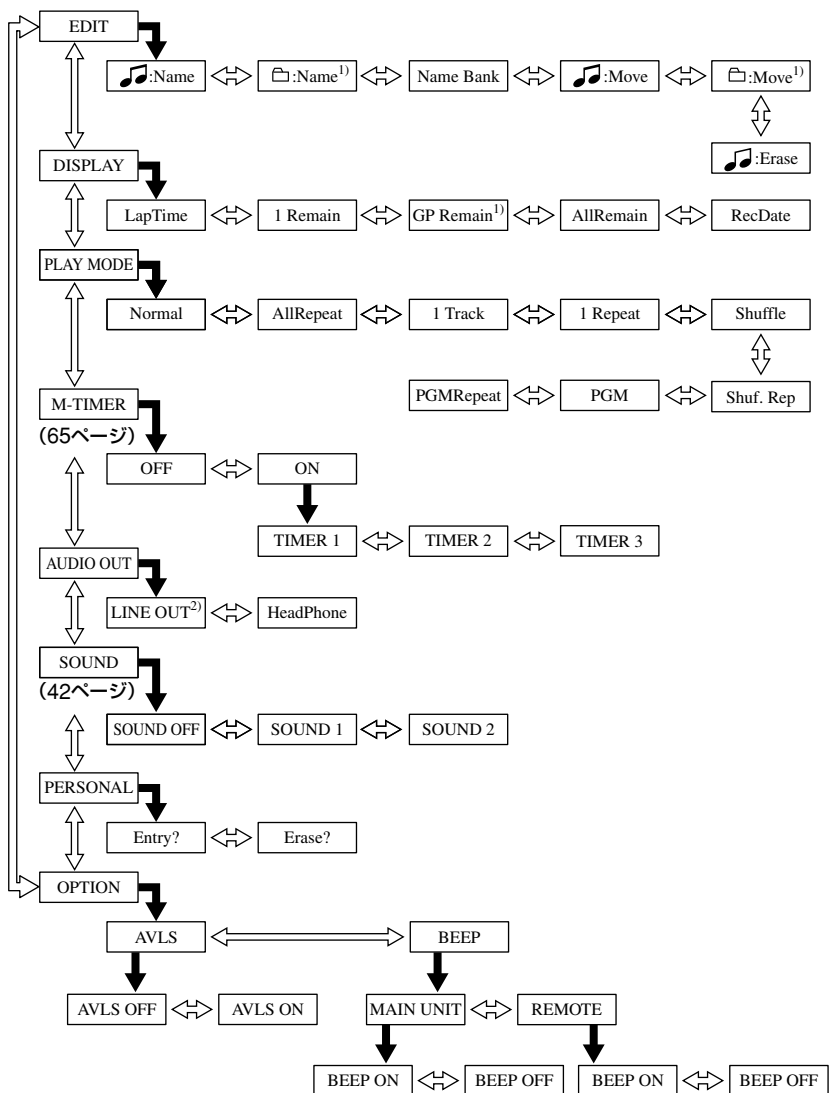 EDIT
♫:Name
🗀:Name1)
Name Bank
♫:Move
🗀:Move1)
♫:Erase
DISPLAY
LapTime
1 Remain
GP Remain1)
AllRemain
RecDate
PLAY MODE
Normal
AllRepeat
1 Track
1 Repeat
Shuffle
PGMRepeat
PGM
Shuf. Rep
M-TIMER
(65ページ)
OFF
ON
TIMER 1
TIMER 2
TIMER 3
AUDIO OUT
LINE OUT2)
HeadPhone
SOUND
(42ページ)
SOUND OFF
SOUND 1
SOUND 2
PERSONAL
Entry?
Erase?
OPTION
AVLS
BEEP
AVLS OFF
AVLS ON
MAIN UNIT
REMOTE
BEEP ON
BEEP OFF
BEEP ON
BEEP OFF